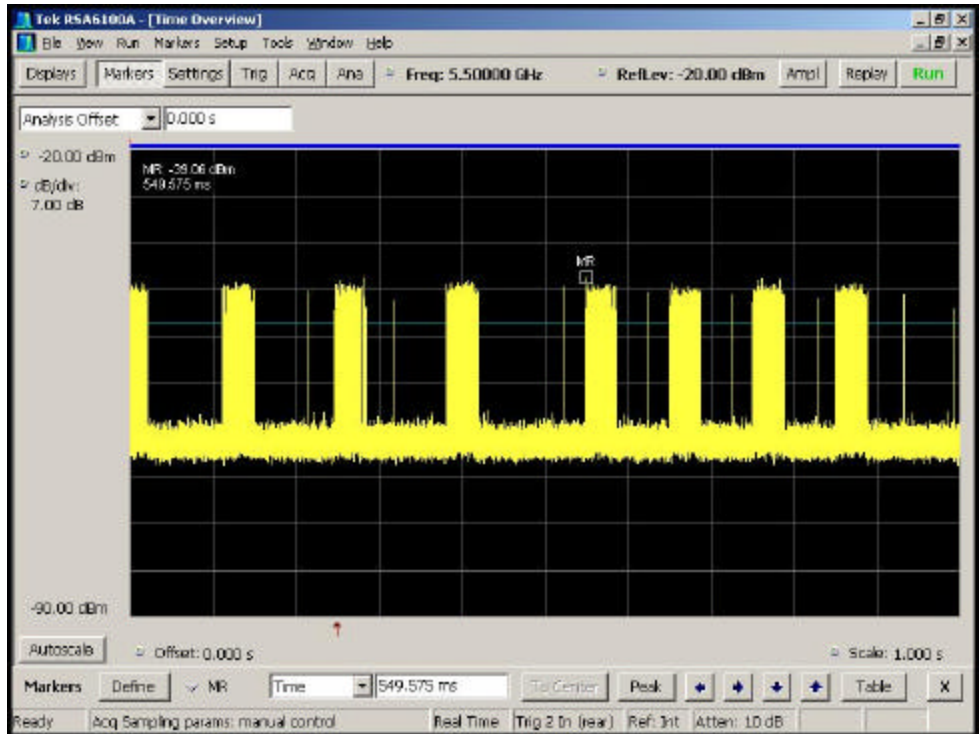 Tek RSA6100A - [Time Overview]
File View Run Markers Setup Tools Window Help
Displays Markers Settings Trig Acq Ana Freq: 5.50000 GHz RefLev: -20.00 dBm Ampl Replay Run
Analysis Offset 0.000 s
-20.00 dBm
dB/div:
7.00 dB
MR: -39.06 dBm
549.575 ms
MR
-90.00 dBm
Autoscale Offset: 0.000 s Scale: 1.000 s
Markers Define MR Time 549.575 ms To Center Peak Table X
Ready Acq Sampling params: manual control Real Time Trig 2 In (rear) Ref: Int Atten: 10 dB